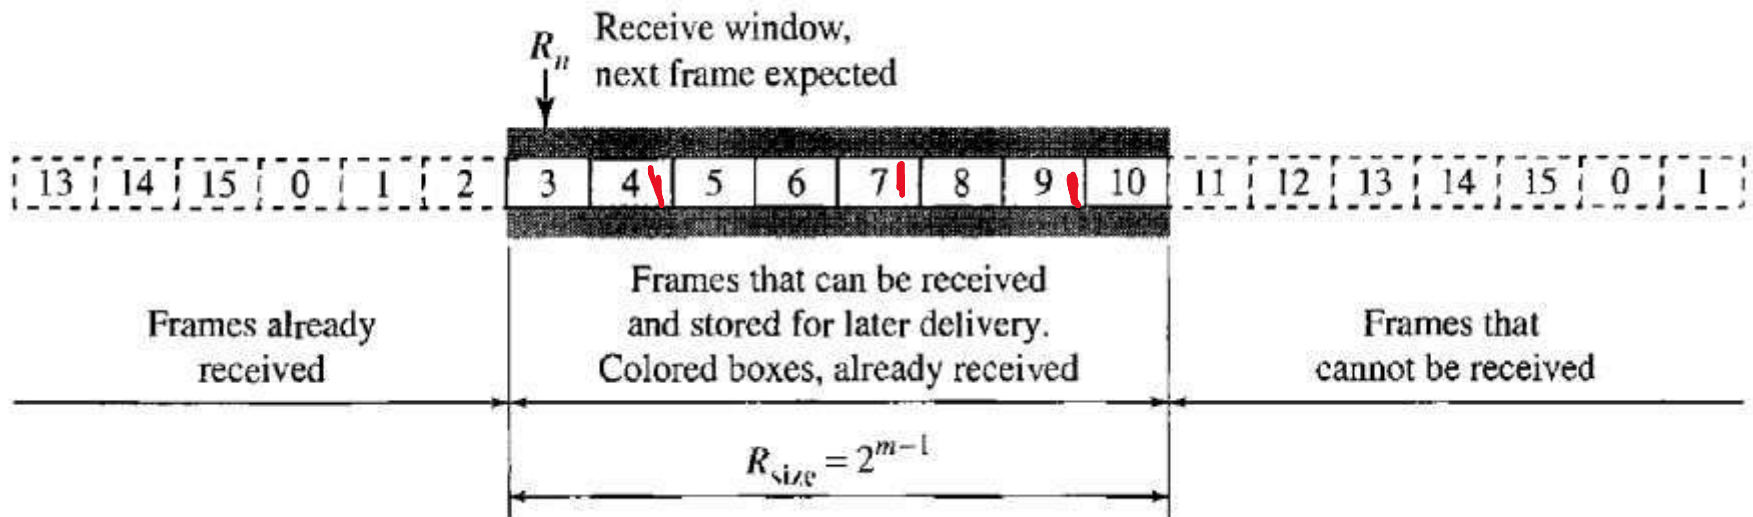 Receive window,
R_n next frame expected
13 14 15 0 1 2 3 4 5 6 7 8 9 10 11 12 13 14 15 0 1
Frames already
received
Frames that can be received
and stored for later delivery.
Colored boxes, already received
Frames that
cannot be received
R_size = 2^{m-1}